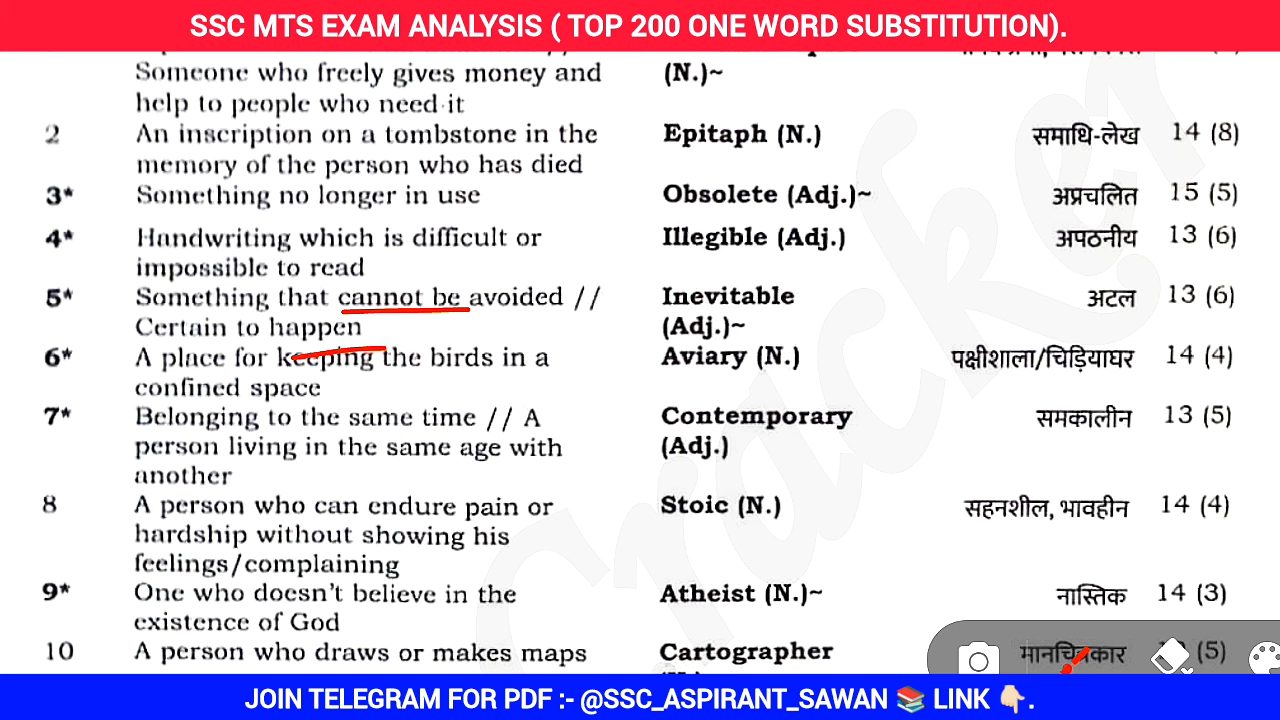 SSC MTS EXAM ANALYSIS ( TOP 200 ONE WORD SUBSTITUTION).
Someone who freely gives money and (N.)~
help to people who need it
2 An inscription on a tombstone in the Epitaph (N.) समाधि-लेख 14 (8)
memory of the person who has died
3* Something no longer in use Obsolete (Adj.)~ अप्रचलित 15 (5)
4* Handwriting which is difficult or Illegible (Adj.) अपठनीय 13 (6)
impossible to read
5* Something that cannot be avoided // Inevitable अटल 13 (6)
Certain to happen (Adj.)~
6* A place for keeping the birds in a Aviary (N.) पक्षीशाला/चिड़ियाघर 14 (4)
confined space
7* Belonging to the same time // A Contemporary समकालीन 13 (5)
person living in the same age with (Adj.)
another
8 A person who can endure pain or Stoic (N.) सहनशील, भावहीन 14 (4)
hardship without showing his
feelings/complaining
9* One who doesn't believe in the Atheist (N.)~ नास्तिक 14 (3)
existence of God
10 A person who draws or makes maps Cartographer मानचित्रकार (5)
Cracker
JOIN TELEGRAM FOR PDF :- @SSC_ASPIRANT_SAWAN 📚 LINK 👇🏻.